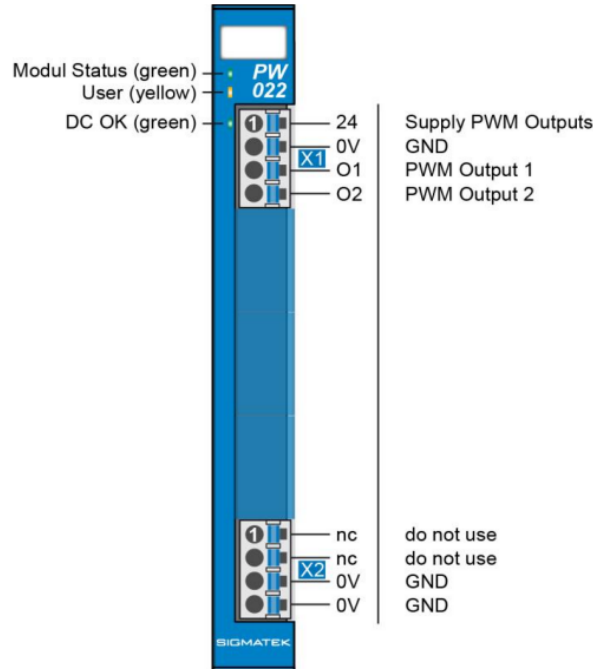 Modul Status (green)
PW
User (yellow)
022
DC OK (green)
1
24
Supply PWM Outputs
0V
GND
X1
O1
PWM Output 1
O2
PWM Output 2
1
nc
do not use
nc
do not use
X2
0V
GND
0V
GND
SIGMATEK